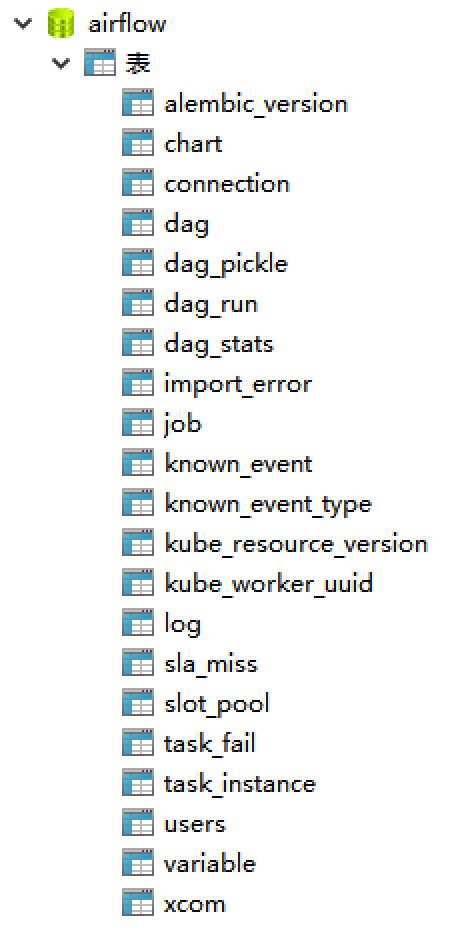 airflow
表
alembic_version
chart
connection
dag
dag_pickle
dag_run
dag_stats
import_error
job
known_event
known_event_type
kube_resource_version
kube_worker_uuid
log
sla_miss
slot_pool
task_fail
task_instance
users
variable
xcom